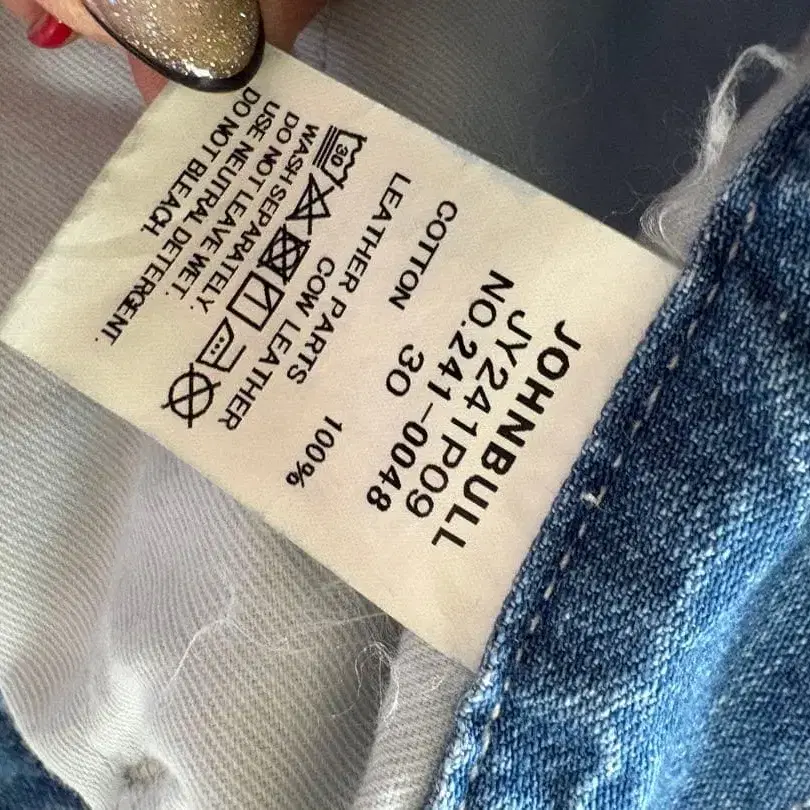 JOHNBULL
JY241P09
NO.241-0048
30
COTTON 100%
LEATHER PARTS
COW LEATHER
30
WASH SEPARATELY.
DO NOT LEAVE WET.
USE NEUTRAL DETERGENT.
DO NOT BLEACH.